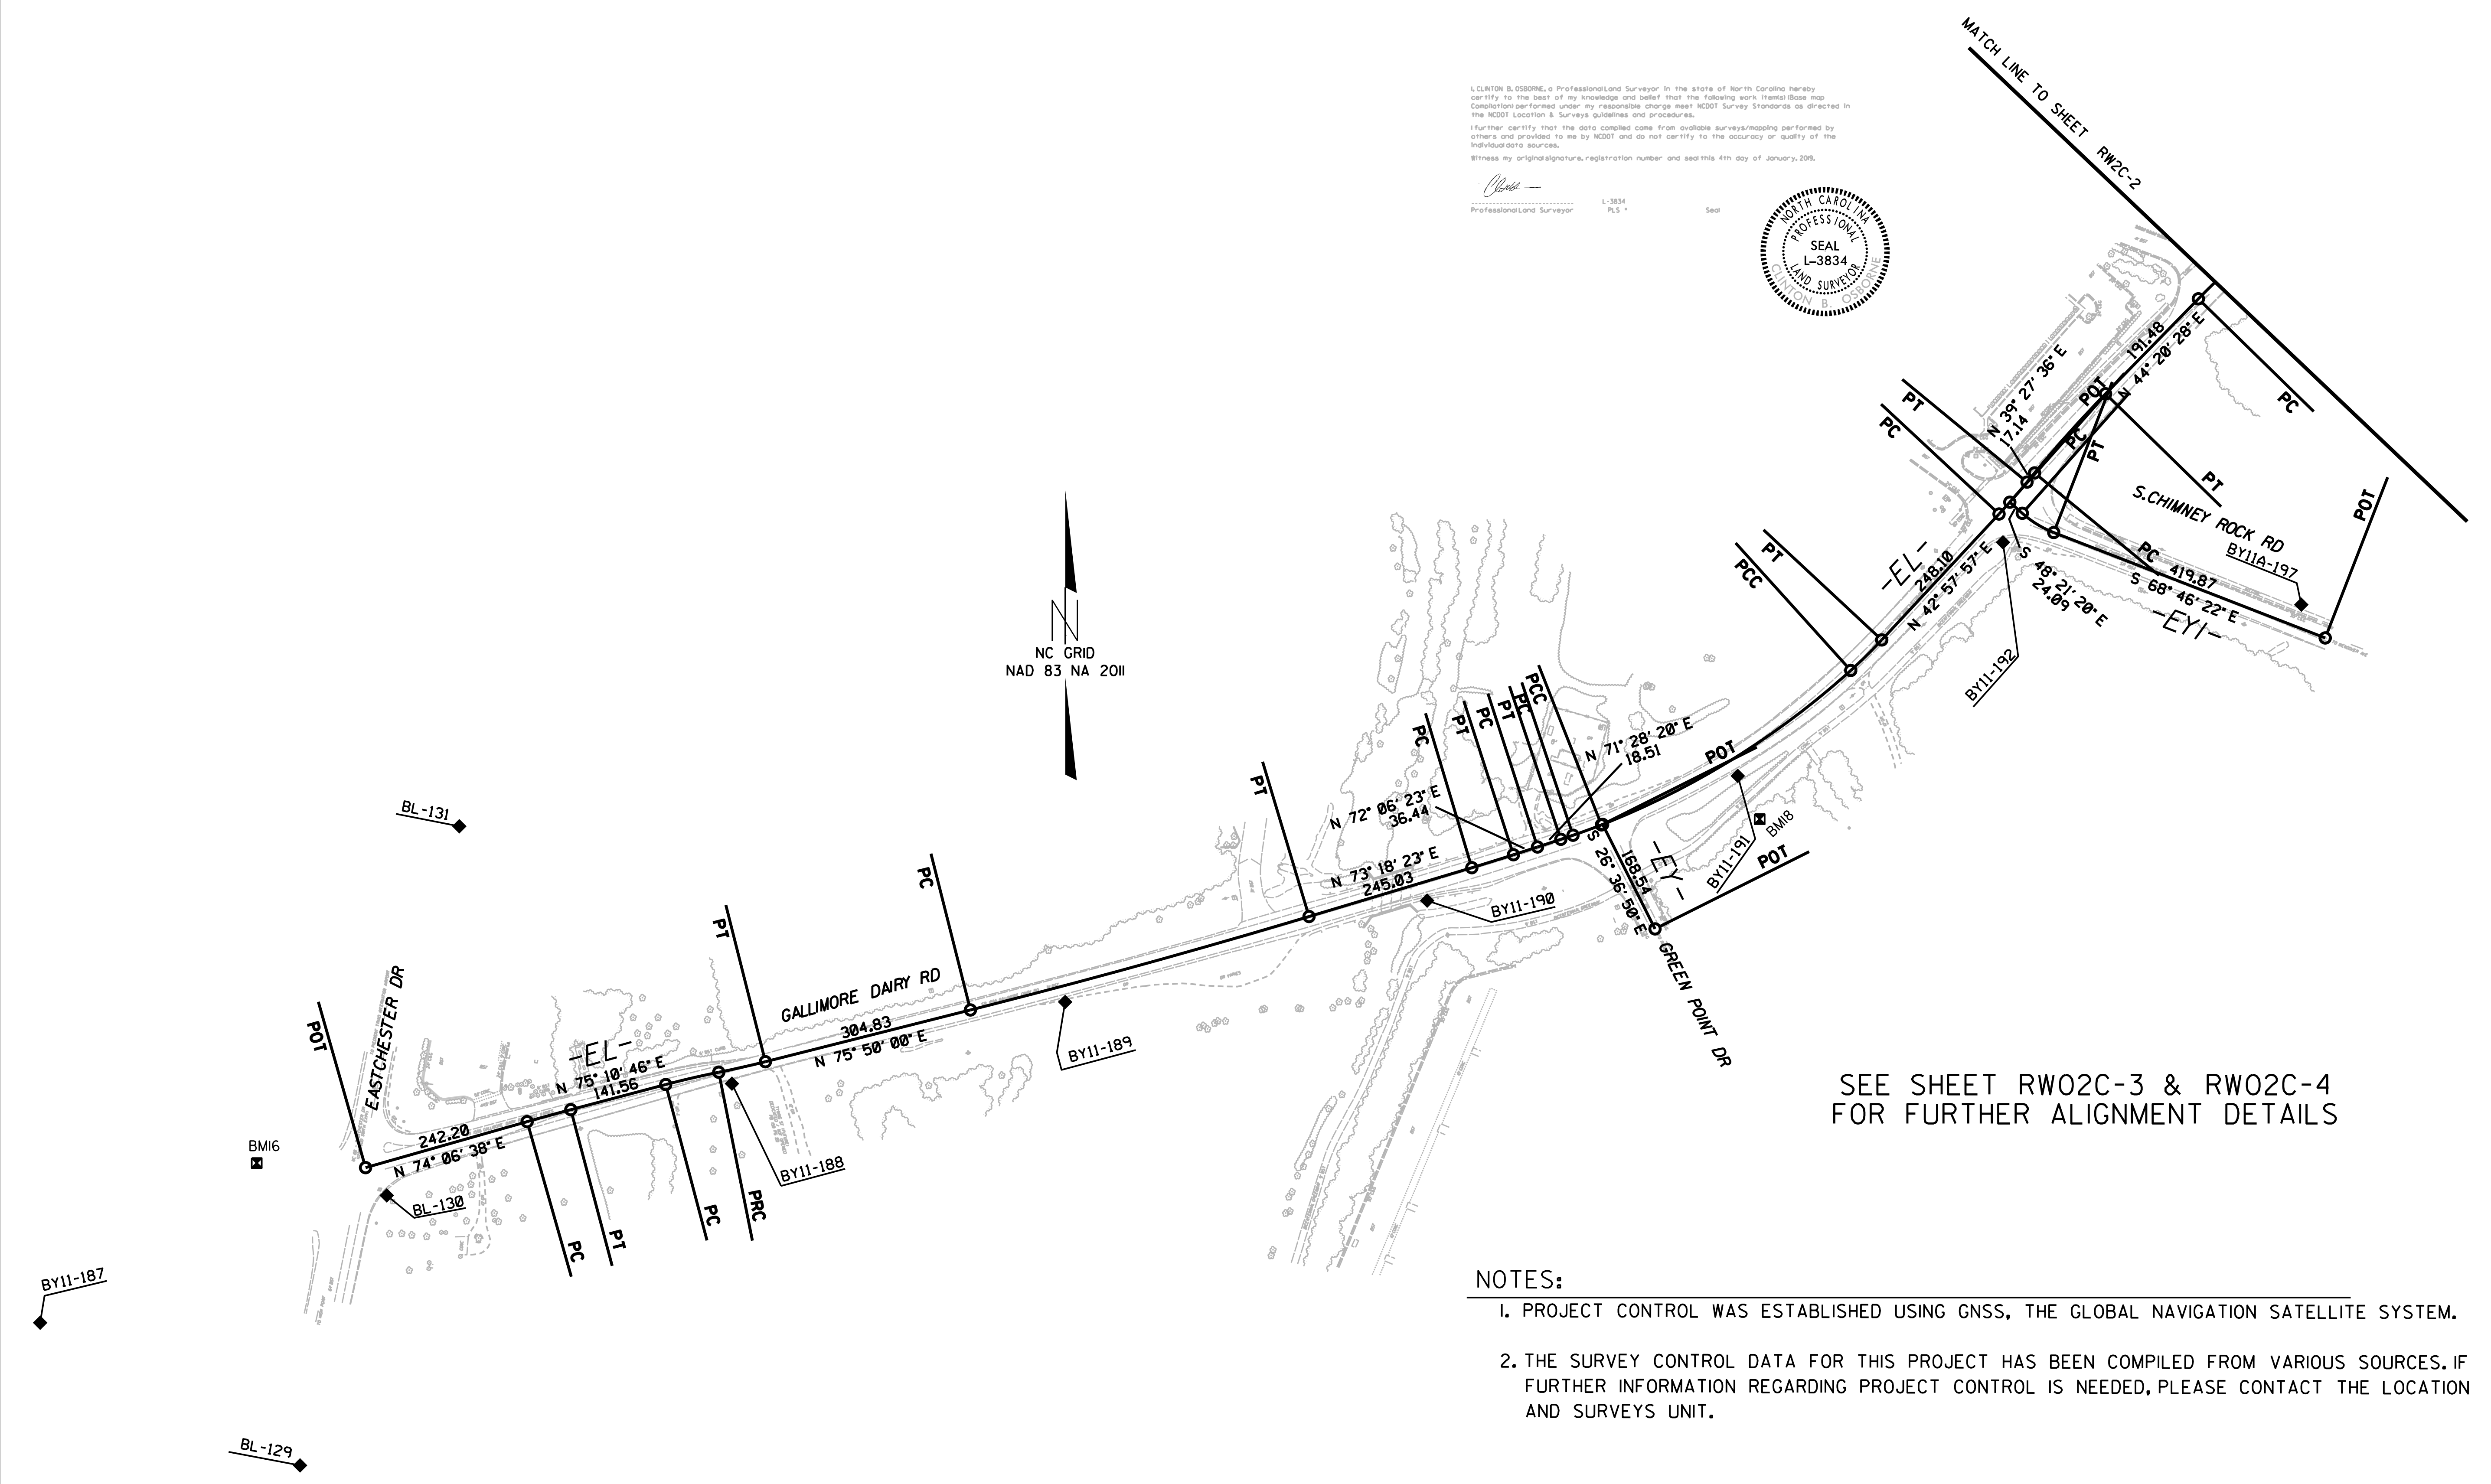 MATCH LINE TO SHEET RW2C-2
I, CLINTON B. OSBORNE, a Professional Land Surveyor in the state of North Carolina hereby
certify to the best of my knowledge and belief that the following work item(s) (Base map
Compilation) performed under my responsible charge meet NCDOT Survey Standards as directed in
the NCDOT Location & Surveys guidelines and procedures.
I further certify that the data compiled came from available surveys/mapping performed by
others and provided to me by NCDOT and do not certify to the accuracy or quality of the
individual data sources.
Witness my original signature, registration number and seal this 4th day of January, 2019.
L-3834
Professional Land Surveyor PLS # Seal
NORTH CAROLINA
PROFESSIONAL
SEAL
L-3834
LAND SURVEYOR
CLINTON B. OSBORNE
191.48
N 44° 20' 28" E
PC
N 39° 27' 36" E
17.14
POT
PC
PT
PT
PC
PT
S. CHIMNEY ROCK RD
POT
PC
BY11A-197
419.87
S 68° 46' 22" E
-EY1-
S 48° 21' 20" E
24.09
BY11-192
-EL-
248.10
N 42° 57' 57" E
PT
PCC
NC GRID
NAD 83 NA 2011
PCC
PC
PT
PC
PT
PC
N 71° 28' 20" E
18.51
POT
N 72° 06' 23" E
36.44
PT
N 73° 18' 23" E
245.03
BM18
BY11-191
POT
-EY-
168.54
S 26° 36' 50" E
GREEN POINT DR
BY11-190
BL-131
PC
PT
GALLIMORE DAIRY RD
304.83
N 75° 50' 00" E
BY11-189
POT
EASTCHESTER DR
-EL-
N 75° 10' 46" E
141.56
242.20
N 74° 06' 38" E
BM16
BL-130
BY11-188
PC
PT
PC
PRC
BY11-187
BL-129
SEE SHEET RW02C-3 & RW02C-4
FOR FURTHER ALIGNMENT DETAILS
NOTES:
1. PROJECT CONTROL WAS ESTABLISHED USING GNSS, THE GLOBAL NAVIGATION SATELLITE SYSTEM.
2. THE SURVEY CONTROL DATA FOR THIS PROJECT HAS BEEN COMPILED FROM VARIOUS SOURCES. IF
FURTHER INFORMATION REGARDING PROJECT CONTROL IS NEEDED, PLEASE CONTACT THE LOCATION
AND SURVEYS UNIT.